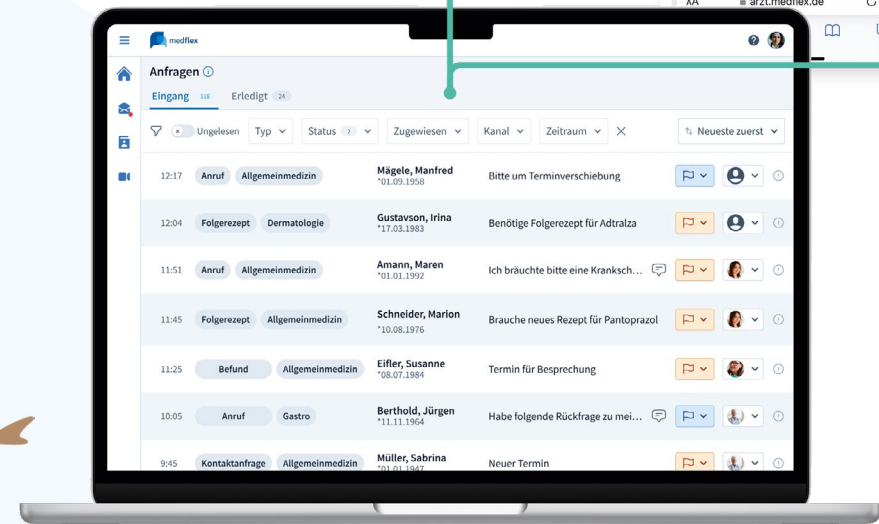 AA arzt.medflex.de
medflex
Anfragen
Eingang 118 Erledigt 24
Ungelesen Typ Status Zugewiesen Kanal Zeitraum Neueste zuerst
12:17 Anruf Allgemeinmedizin Mägele, Manfred Bitte um Terminverschiebung
*01.09.1958
12:04 Folgerezept Dermatologie Gustavson, Irina Benötige Folgerezept für Adtralza
*17.03.1983
11:51 Anruf Allgemeinmedizin Amann, Maren Ich bräuchte bitte eine Kranksch...
*01.01.1992
11:45 Folgerezept Allgemeinmedizin Schneider, Marion Brauche neues Rezept für Pantoprazol
*10.08.1976
11:25 Befund Allgemeinmedizin Eifler, Susanne Termin für Besprechung
*08.07.1984
10:05 Anruf Gastro Berthold, Jürgen Habe folgende Rückfrage zu mei...
*11.11.1964
9:45 Kontaktanfrage Allgemeinmedizin Müller, Sabrina Neuer Termin
*01.01.1947